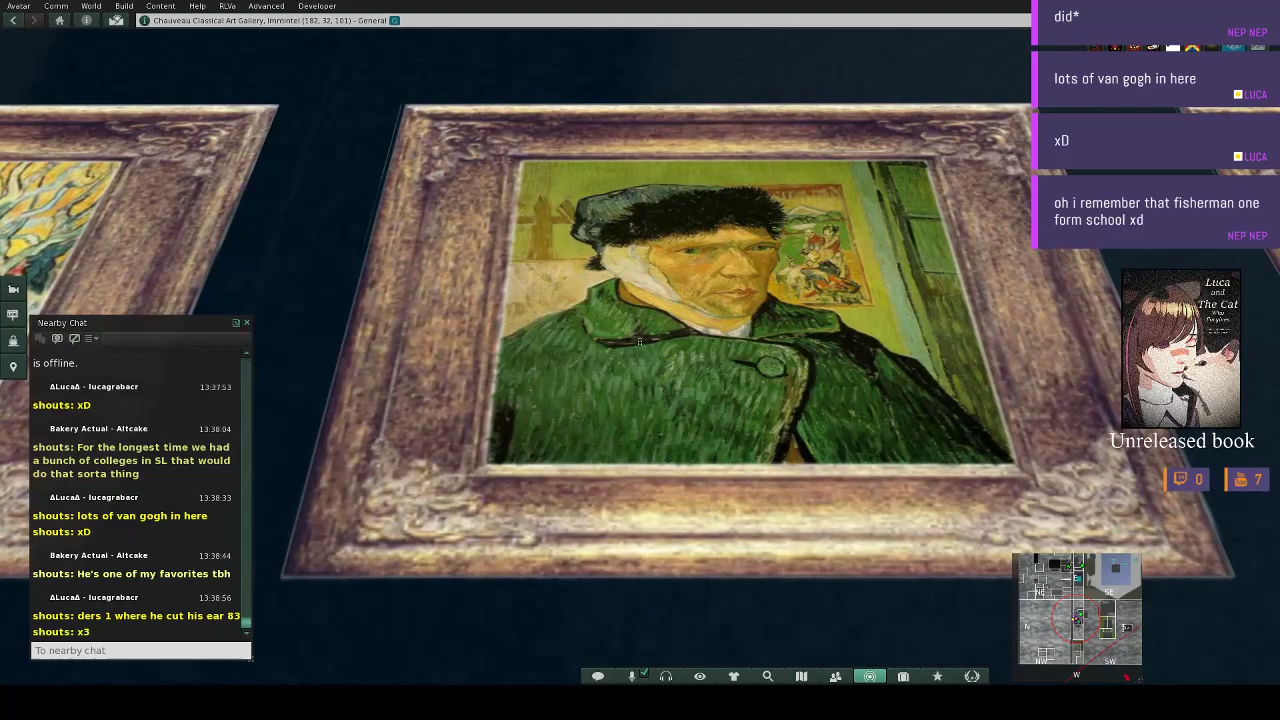 Avatar Comm World Build Content Help RLVa Advanced Developer
Chauveau Classical Art Gallery, Immintel (182, 32, 101) - General
did*
NEP NEP
lots of van gogh in here
LUCA
xD
LUCA
oh i remember that fisherman one
form school xd
NEP NEP
Nearby Chat
is offline.
ΔLucaΔ - lucagrabacr 13:37:53
shouts: xD
Bakery Actual - Altcake 13:38:04
shouts: For the longest time we had
a bunch of colleges in SL that would
do that sorta thing
ΔLucaΔ - lucagrabacr 13:38:33
shouts: lots of van gogh in here
shouts: xD
Bakery Actual - Altcake 13:38:44
shouts: He's one of my favorites tbh
ΔLucaΔ - lucagrabacr 13:38:56
shouts: ders 1 where he cut his ear 83
shouts: x3
To nearby chat
Luca
and
The Cat
Unreleased book
0 7
NE E SE
N
NW W SW